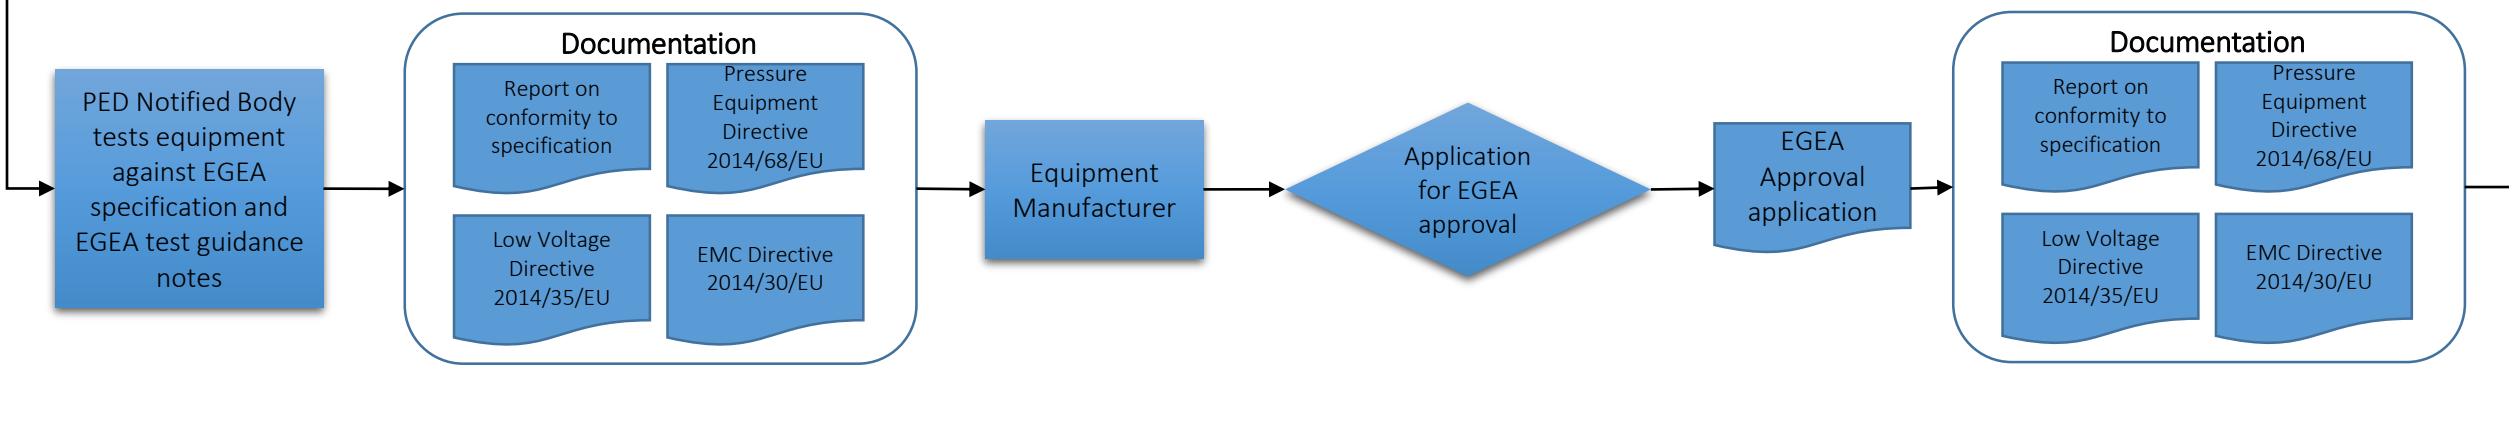 PED Notified Body
tests equipment
against EGEA
specification and
EGEA test guidance
notes
Documentation
Report on
conformity to
specification
Pressure
Equipment
Directive
2014/68/EU
Low Voltage
Directive
2014/35/EU
EMC Directive
2014/30/EU
Equipment
Manufacturer
Application
for EGEA
approval
EGEA
Approval
application
Documentation
Report on
conformity to
specification
Pressure
Equipment
Directive
2014/68/EU
Low Voltage
Directive
2014/35/EU
EMC Directive
2014/30/EU